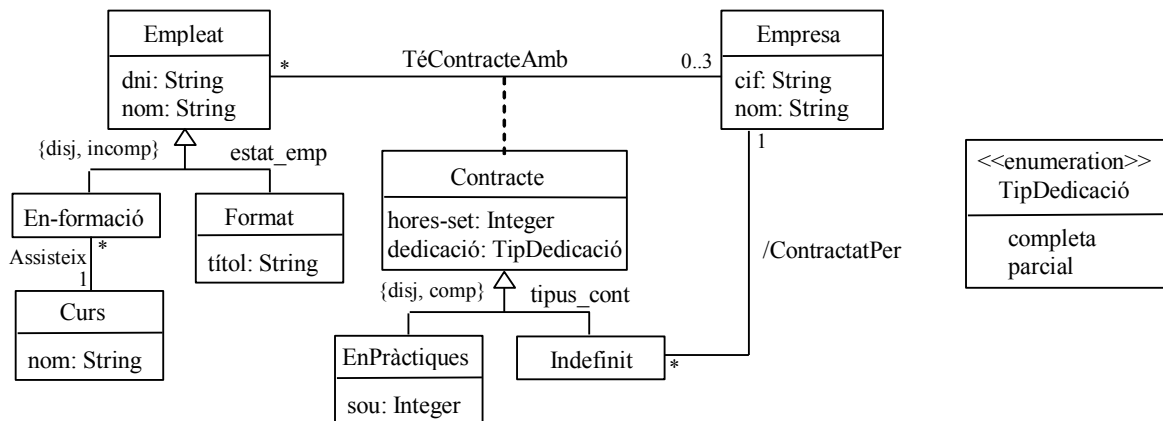 Empleat
dni: String
nom: String
*
TéContracteAmb
0..3
Empresa
cif: String
nom: String
1
{disj, incomp}
estat_emp
En-formació
Format
títol: String
Assisteix
*
1
Curs
nom: String
Contracte
hores-set: Integer
dedicació: TipDedicació
{disj, comp}
tipus_cont
EnPràctiques
sou: Integer
Indefinit
*
/ContractatPer
<<enumeration>>
TipDedicació
completa
parcial